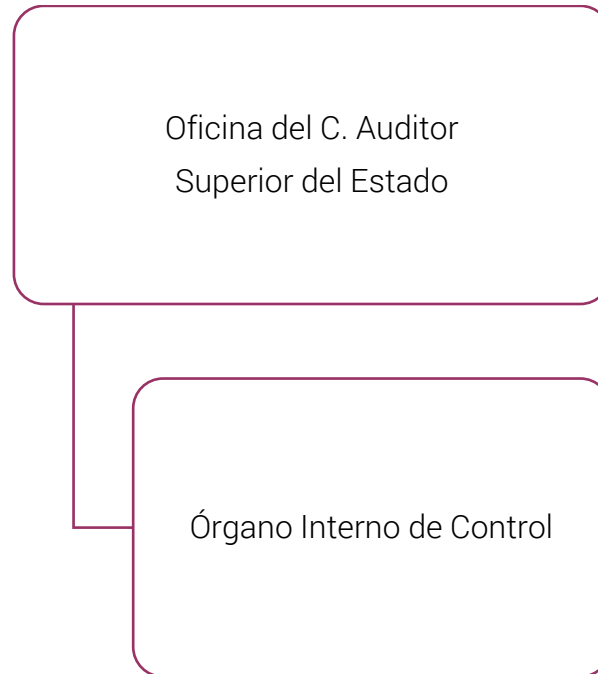 Oficina del C. Auditor
Superior del Estado
Órgano Interno de Control